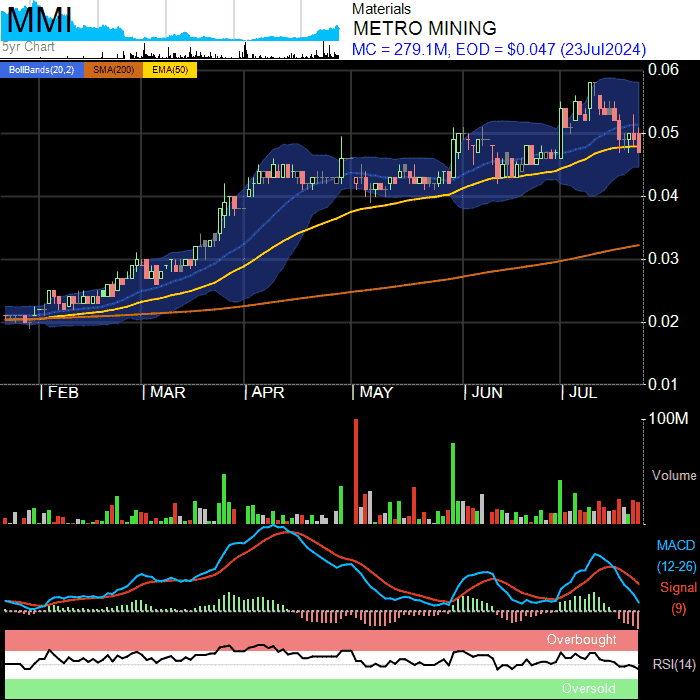 MMI
5yr Chart
Materials
METRO MINING
MC = 279.1M, EOD = $0.047 (23Jul2024)
BollBands(20,2) SMA(200) EMA(50)
0.06
0.05
0.04
0.03
0.02
0.01
FEB MAR APR MAY JUN JUL
100M
Volume
MACD
(12-26)
Signal
(9)
Overbought
RSI(14)
Oversold